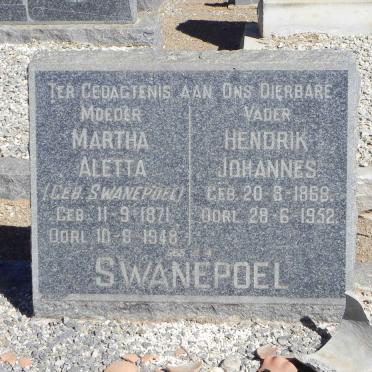 TER GEDAGTENIS AAN ONS DIERBARE
MOEDER
MARTHA
ALETTA
(GEB. SWANEPOEL)
GEB. 11-9-1871.
OORL. 10-6-1948.
VADER
HENDRIK
JOHANNES
GEB. 20-8-1868.
OORL. 28-6-1952.
SWANEPOEL